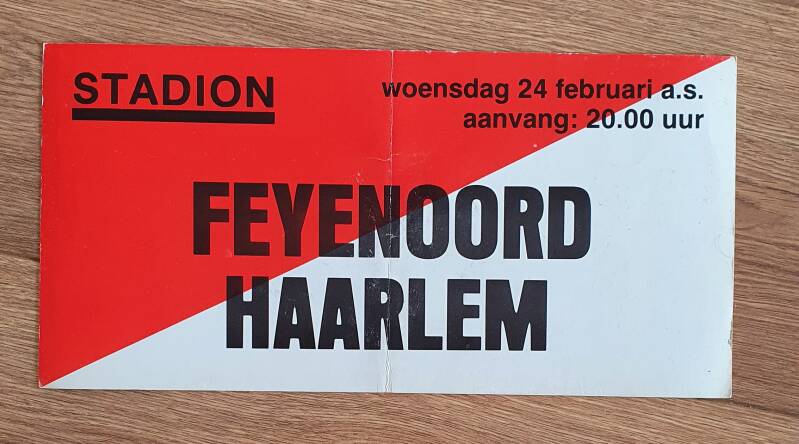 STADION
woensdag 24 februari a.s.
aanvang: 20.00 uur
FEYENOORD
HAARLEM